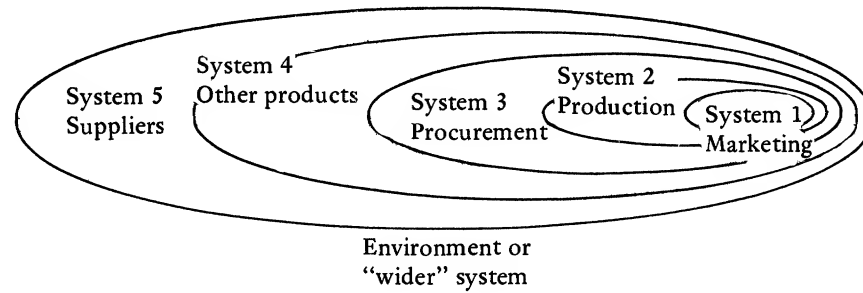 System 5
Suppliers
System 4
Other products
System 3
Procurement
System 2
Production
System 1
Marketing
Environment or
“wider” system